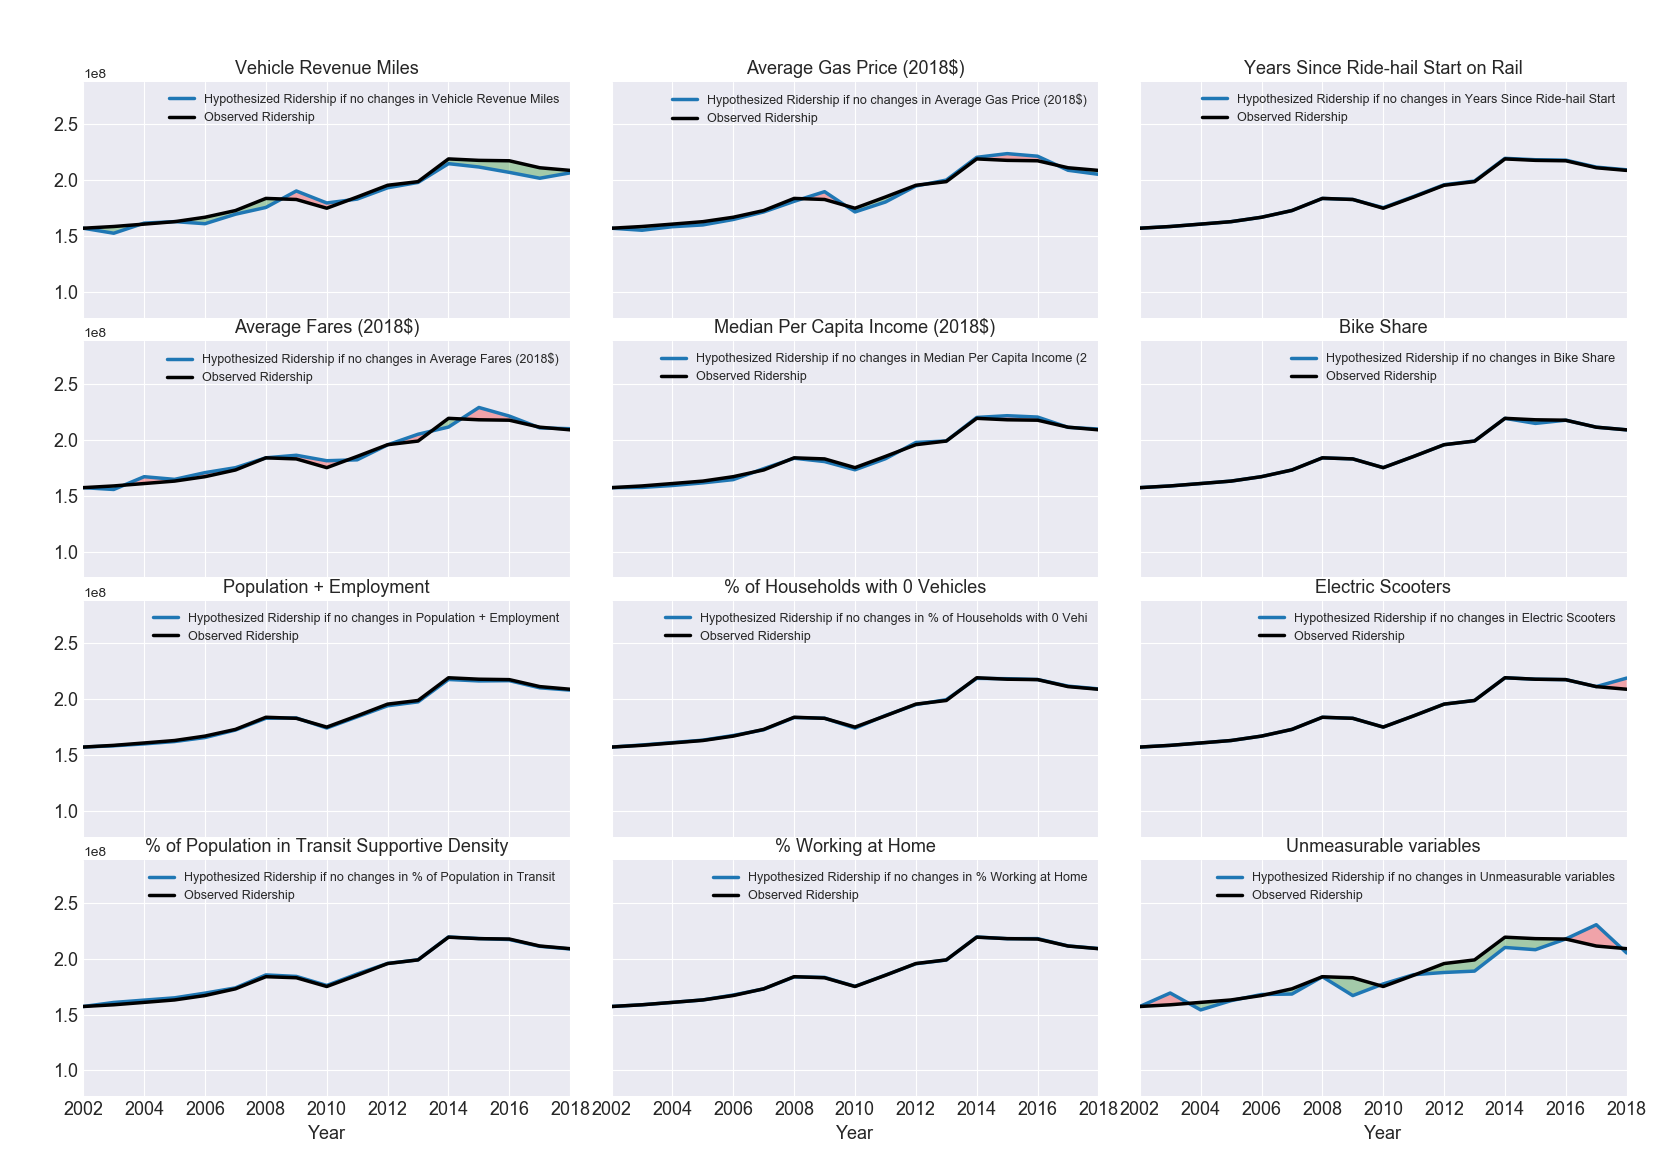 Vehicle Revenue Miles
1e8
Hypothesized Ridership if no changes in Vehicle Revenue Miles
Observed Ridership
2.5
2.0
1.5
1.0
Average Gas Price (2018$)
Hypothesized Ridership if no changes in Average Gas Price (2018$)
Observed Ridership
Years Since Ride-hail Start on Rail
Hypothesized Ridership if no changes in Years Since Ride-hail Start
Observed Ridership
Average Fares (2018$)
1e8
Hypothesized Ridership if no changes in Average Fares (2018$)
Observed Ridership
2.5
2.0
1.5
1.0
Median Per Capita Income (2018$)
Hypothesized Ridership if no changes in Median Per Capita Income (2
Observed Ridership
Bike Share
Hypothesized Ridership if no changes in Bike Share
Observed Ridership
Population + Employment
1e8
Hypothesized Ridership if no changes in Population + Employment
Observed Ridership
2.5
2.0
1.5
1.0
% of Households with 0 Vehicles
Hypothesized Ridership if no changes in % of Households with 0 Vehi
Observed Ridership
Electric Scooters
Hypothesized Ridership if no changes in Electric Scooters
Observed Ridership
% of Population in Transit Supportive Density
1e8
Hypothesized Ridership if no changes in % of Population in Transit
Observed Ridership
2.5
2.0
1.5
1.0
2002 2004 2006 2008 2010 2012 2014 2016 2018
Year
% Working at Home
Hypothesized Ridership if no changes in % Working at Home
Observed Ridership
2002 2004 2006 2008 2010 2012 2014 2016 2018
Year
Unmeasurable variables
Hypothesized Ridership if no changes in Unmeasurable variables
Observed Ridership
2002 2004 2006 2008 2010 2012 2014 2016 2018
Year